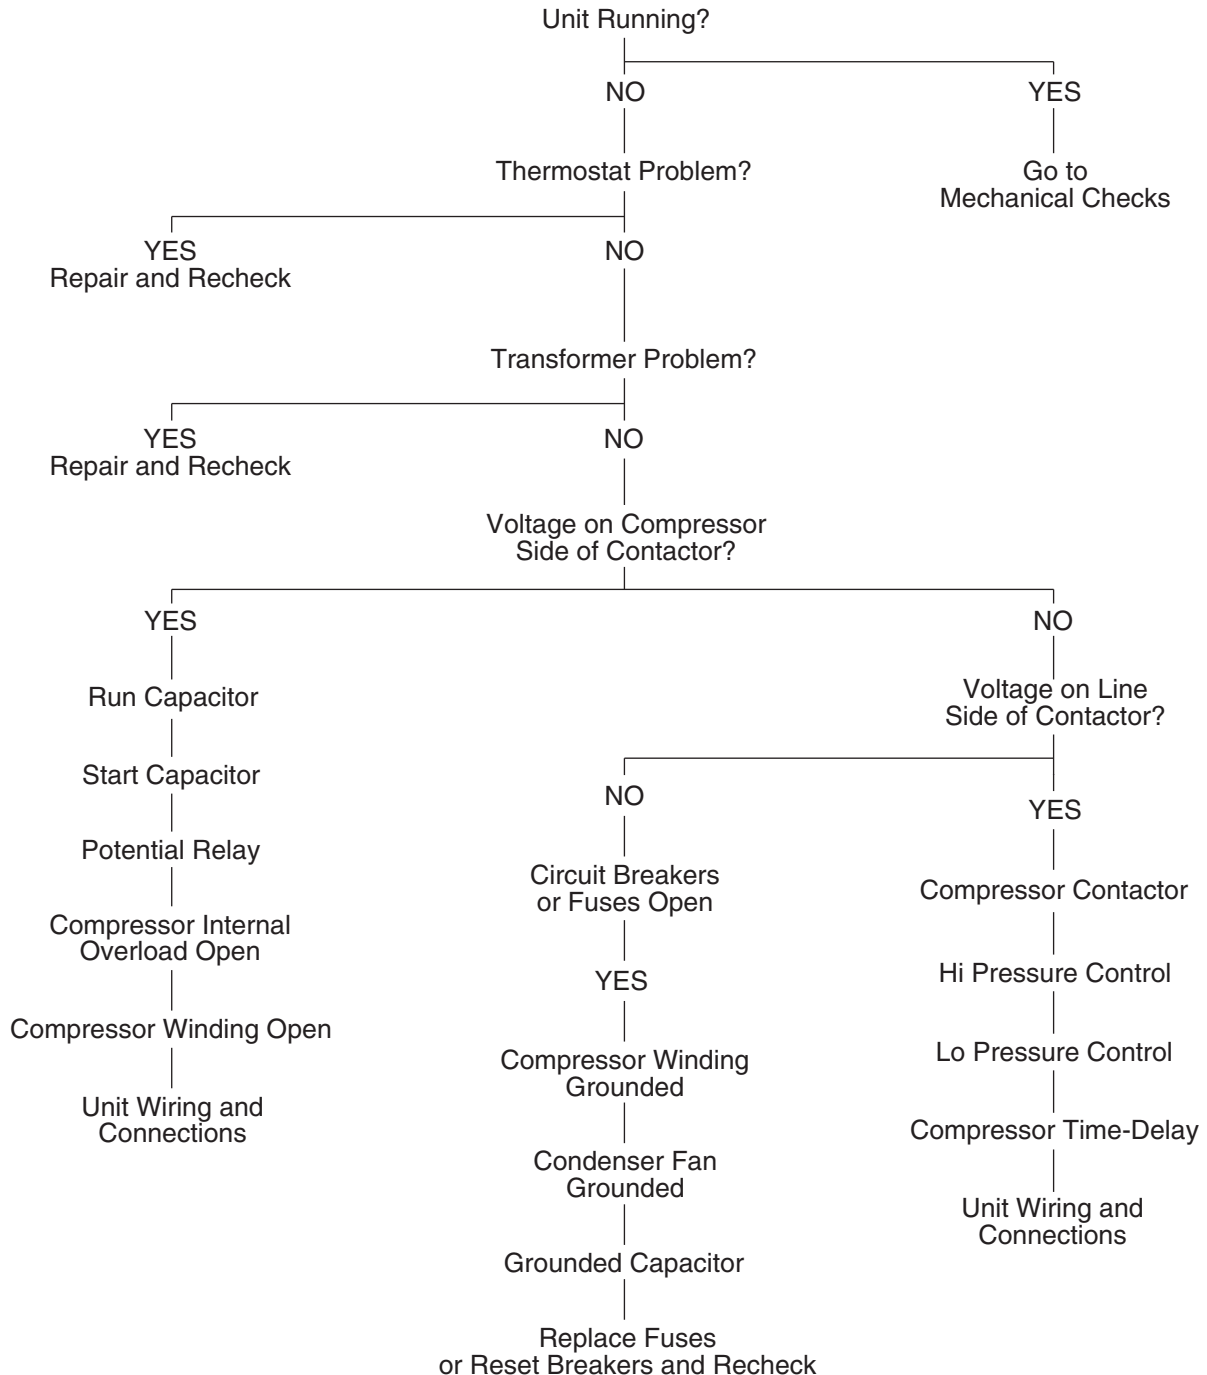 Unit Running?
NO
YES
Thermostat Problem?
Go to
Mechanical Checks
YES
Repair and Recheck
NO
Transformer Problem?
YES
Repair and Recheck
NO
Voltage on Compressor
Side of Contactor?
YES
Run Capacitor
Start Capacitor
Potential Relay
Compressor Internal
Overload Open
Compressor Winding Open
Unit Wiring and
Connections
NO
Voltage on Line
Side of Contactor?
NO
Circuit Breakers
or Fuses Open
YES
Compressor Winding
Grounded
Condenser Fan
Grounded
Grounded Capacitor
Replace Fuses
or Reset Breakers and Recheck
YES
Compressor Contactor
Hi Pressure Control
Lo Pressure Control
Compressor Time-Delay
Unit Wiring and
Connections